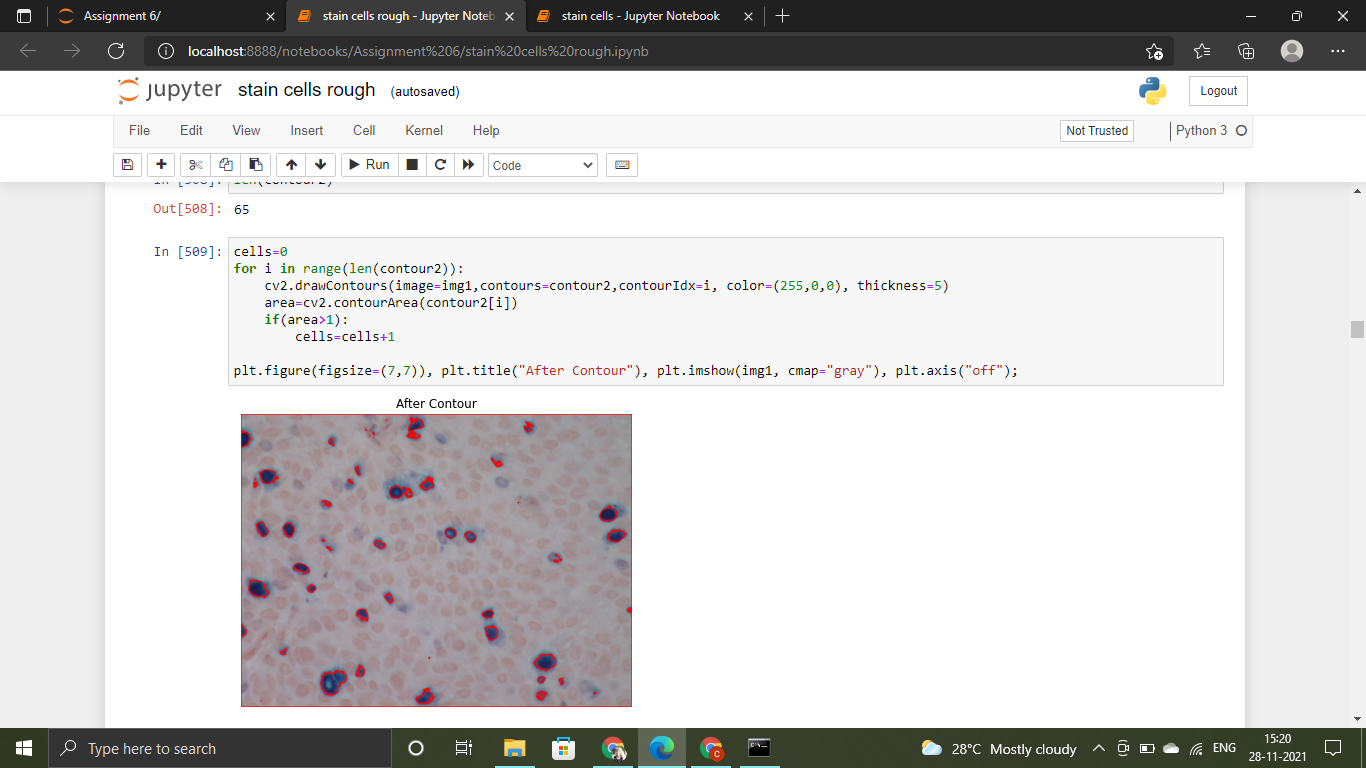 Assignment 6/
stain cells rough - Jupyter Noteb
stain cells - Jupyter Notebook
localhost:8888/notebooks/Assignment%206/stain%20cells%20rough.ipynb
jupyter stain cells rough (autosaved)
Logout
File Edit View Insert Cell Kernel Help
Not Trusted
Python 3
Run
Code
Out[508]: 65
In [509]: cells=0
for i in range(len(contour2)):
    cv2.drawContours(image=img1,contours=contour2,contourIdx=i, color=(255,0,0), thickness=5)
    area=cv2.contourArea(contour2[i])
    if(area>1):
        cells=cells+1
plt.figure(figsize=(7,7)), plt.title("After Contour"), plt.imshow(img1, cmap="gray"), plt.axis("off");
After Contour
Type here to search
28°C Mostly cloudy
ENG
15:20
28-11-2021